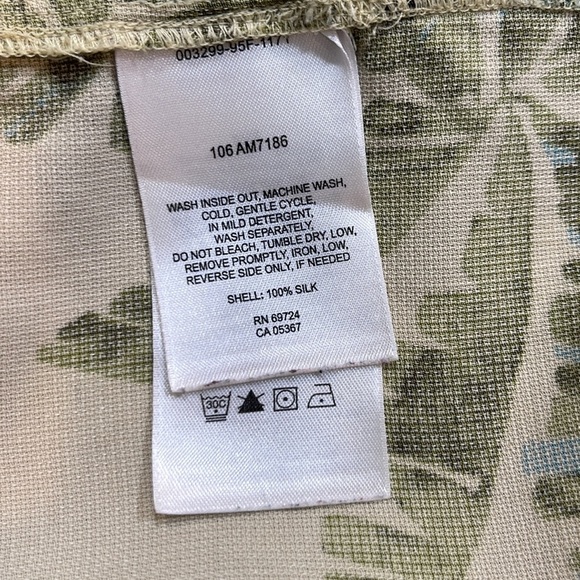 003299-95F-1171
106 AM7186
WASH INSIDE OUT, MACHINE WASH,
COLD, GENTLE CYCLE,
IN MILD DETERGENT,
WASH SEPARATELY,
DO NOT BLEACH, TUMBLE DRY, LOW,
REMOVE PROMPTLY, IRON, LOW,
REVERSE SIDE ONLY, IF NEEDED
SHELL: 100% SILK
RN 69724
CA 05367
30C